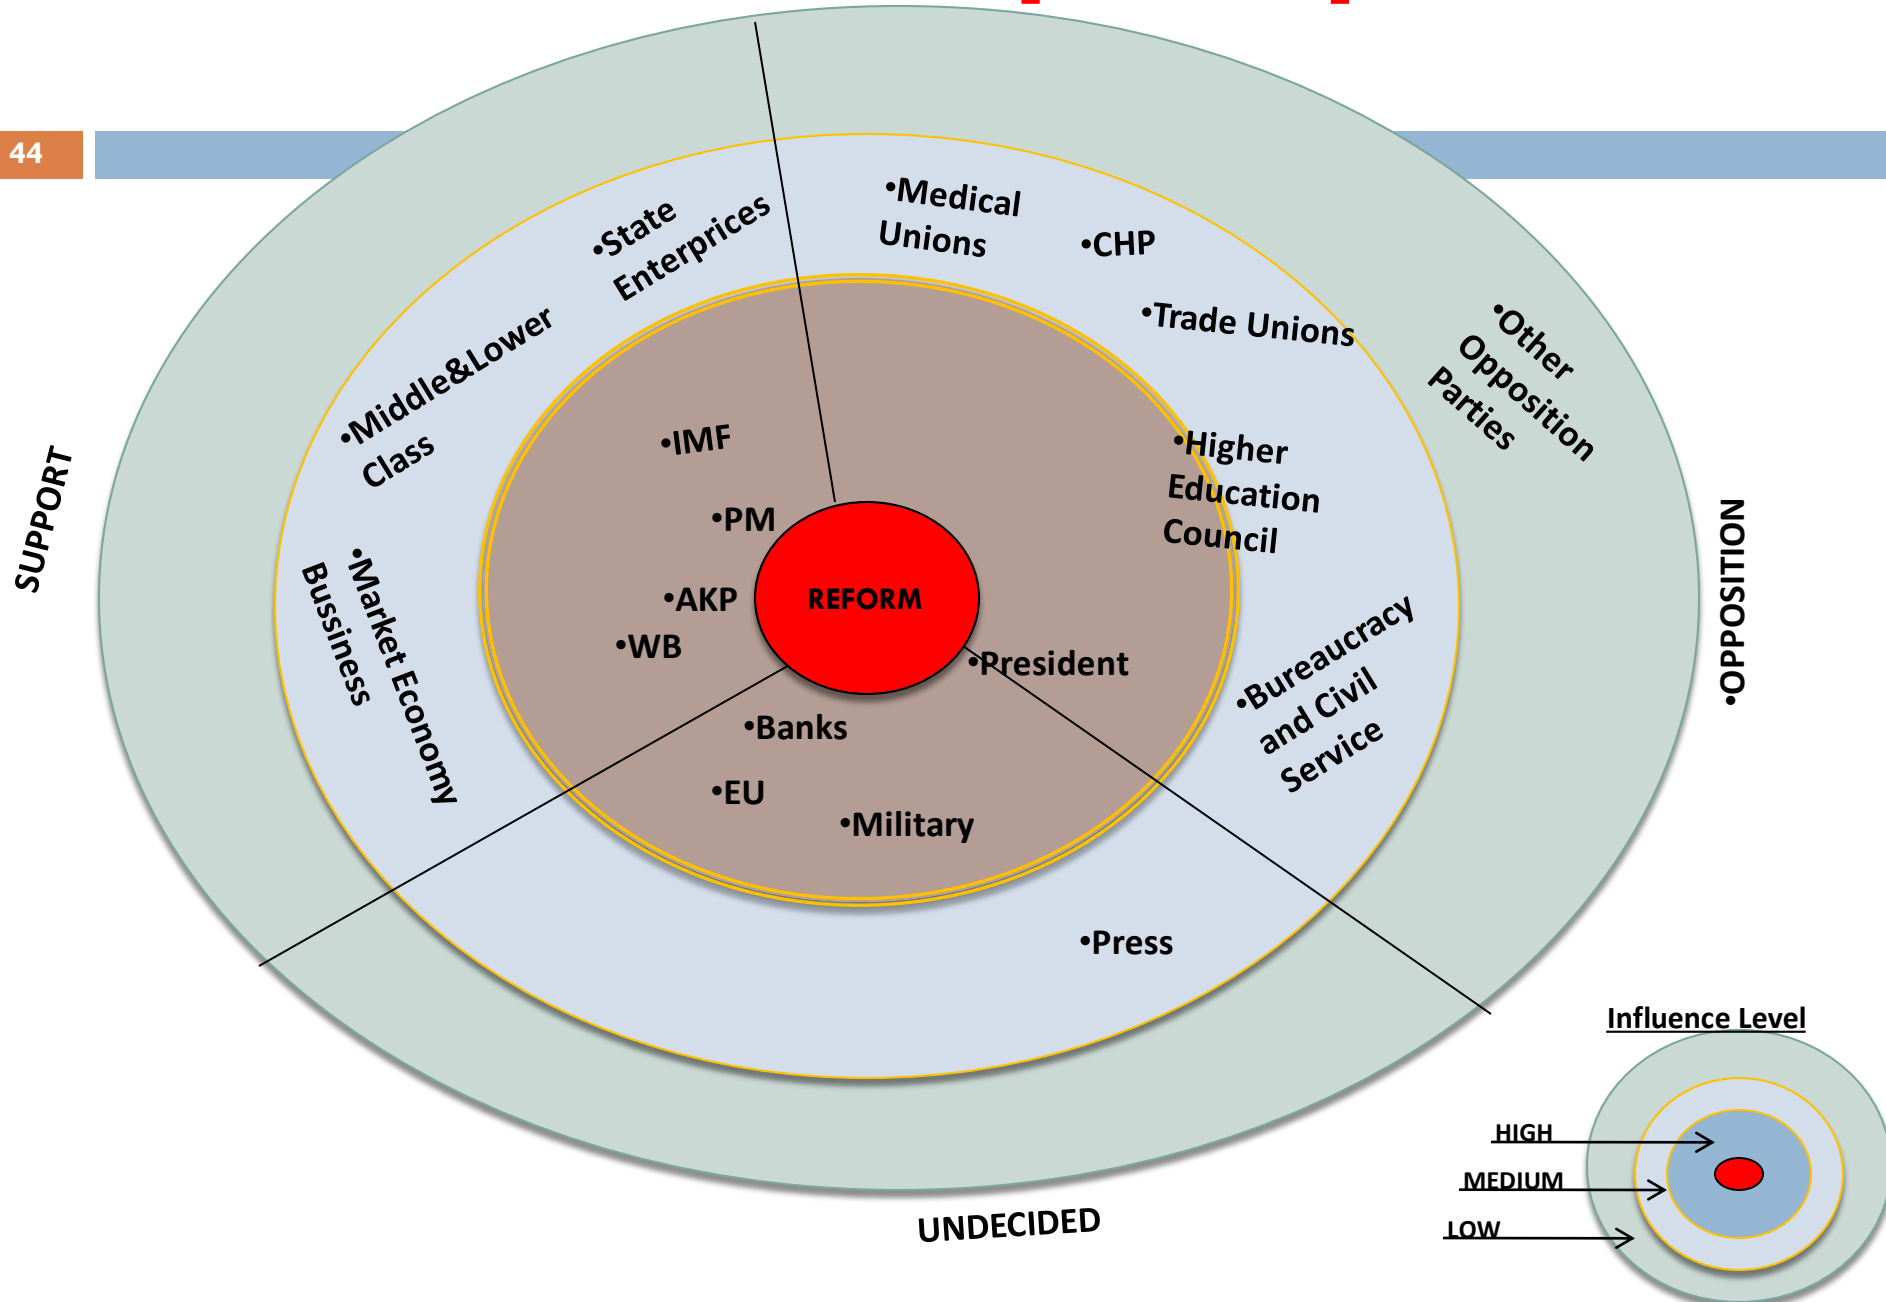 44
•State
Enterprices
•Medical
Unions
•CHP
•Trade Unions
•Other
Opposition
Parties
•Middle&Lower
Class
•IMF
•Higher
Education
Council
SUPPORT
•PM
•OPPOSITION
•Market Economy
Bussiness
•AKP
REFORM
•WB
•President
•Bureaucracy
and Civil
Service
•Banks
•EU
•Military
•Press
UNDECIDED
Influence Level
HIGH
MEDIUM
LOW